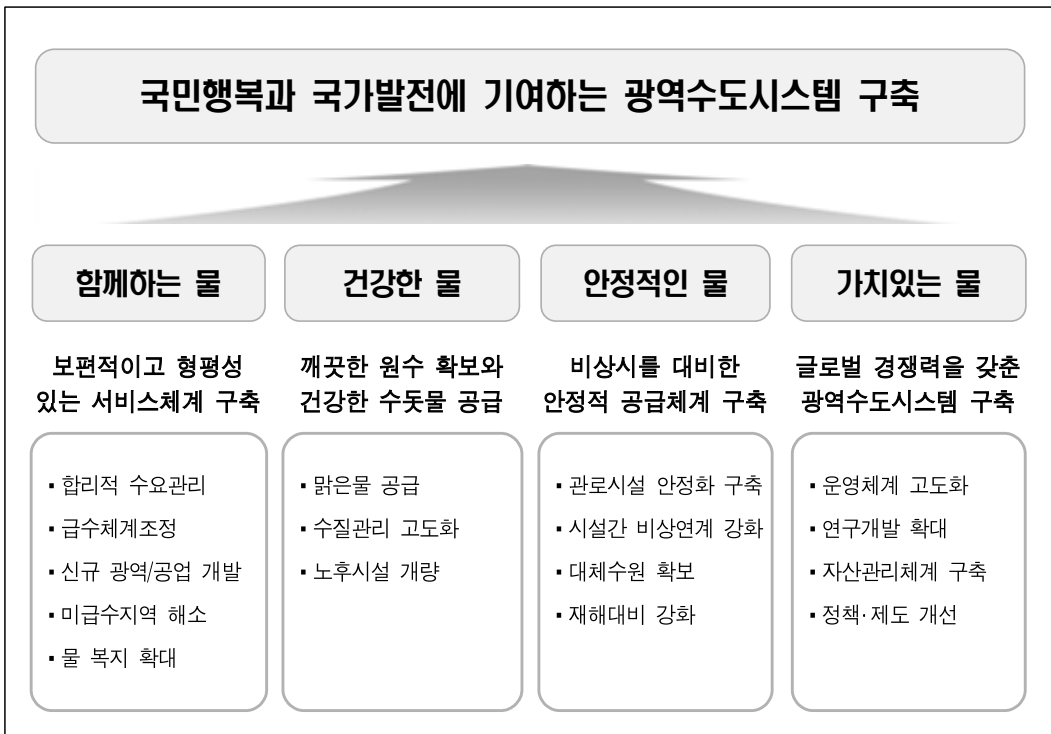 국민행복과 국가발전에 기여하는 광역수도시스템 구축
함께하는 물
건강한 물
안정적인 물
가치있는 물
보편적이고 형평성
있는 서비스체계 구축
깨끗한 원수 확보와
건강한 수돗물 공급
비상시를 대비한
안정적 공급체계 구축
글로벌 경쟁력을 갖춘
광역수도시스템 구축
▪ 합리적 수요관리
▪ 급수체계조정
▪ 신규 광역/공업 개발
▪ 미급수지역 해소
▪ 물 복지 확대
▪ 맑은물 공급
▪ 수질관리 고도화
▪ 노후시설 개량
▪ 관로시설 안정화 구축
▪ 시설간 비상연계 강화
▪ 대체수원 확보
▪ 재해대비 강화
▪ 운영체계 고도화
▪ 연구개발 확대
▪ 자산관리체계 구축
▪ 정책·제도 개선